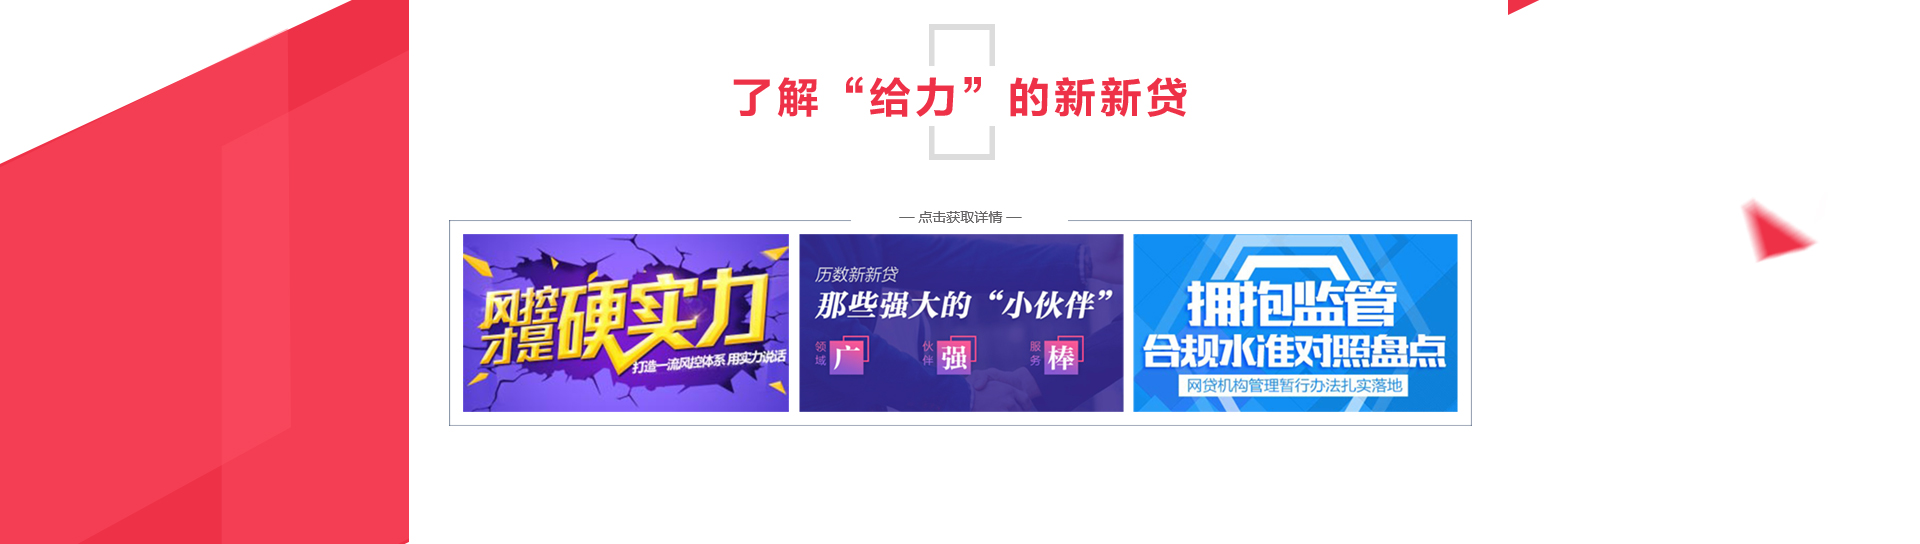 了解“给力”的新新贷
— 点击获取详情 —
风控
才是
硬实力
打造一流风控体系 用实力说话
历数新新贷
那些强大的“小伙伴”
领域 广
伙伴 强
服务 棒
拥抱监管
合规水准对照盘点
网贷机构管理暂行办法扎实落地